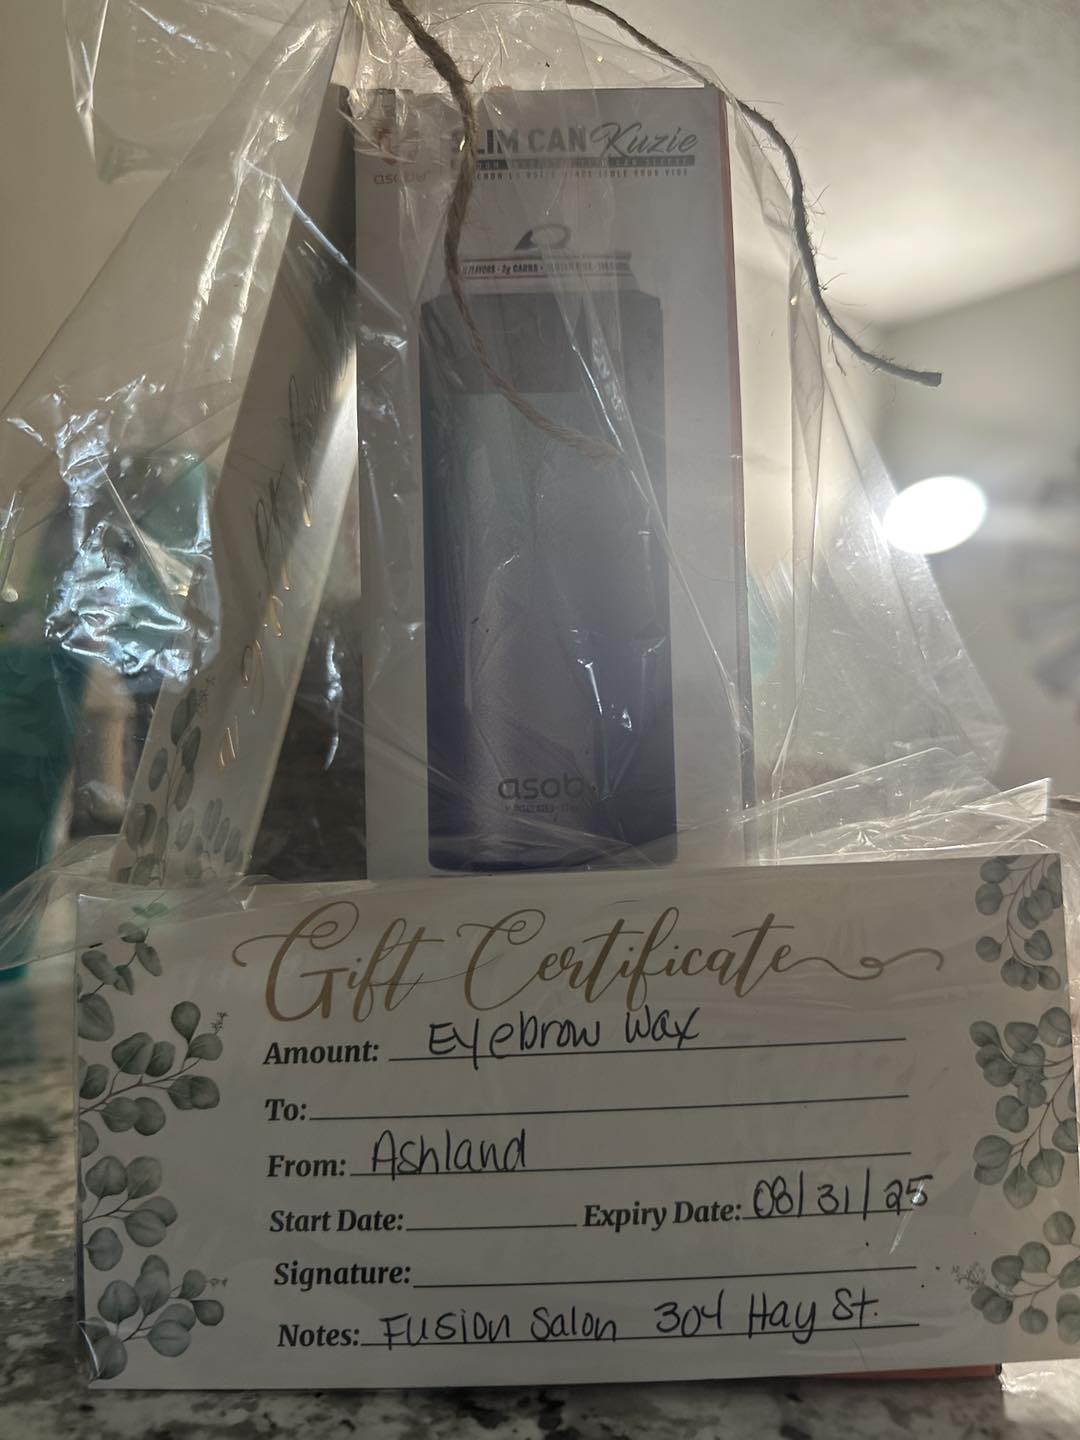 SLIM CAN Kuzie
asobu
asobu
Gift Certificate
Amount: Eyebrow Wax
To:
From: Ashland
Start Date: Expiry Date: 08/31/25
Signature:
Notes: Fusion Salon 304 Hay St.